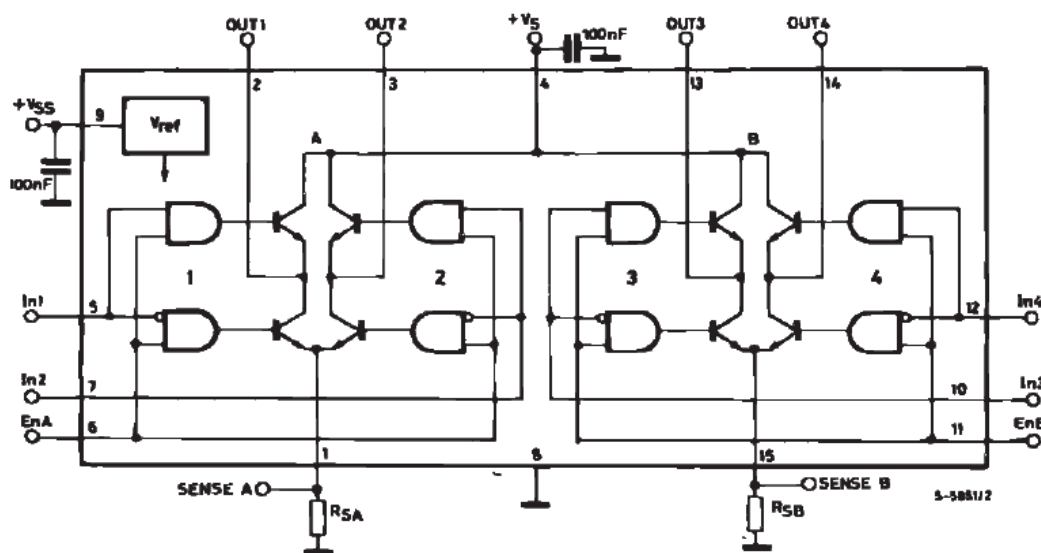 OUT1 OUT2 +VS 100nF OUT3 OUT4
2 3 4 13 14
+VSS 9 Vref
A B
100nF
1 2 3 4
In1 5 12 In4
In2 7 10 In3
EnA 6 11 EnB
1 8 15
SENSE A SENSE B
RSA RSB
S-5861/2